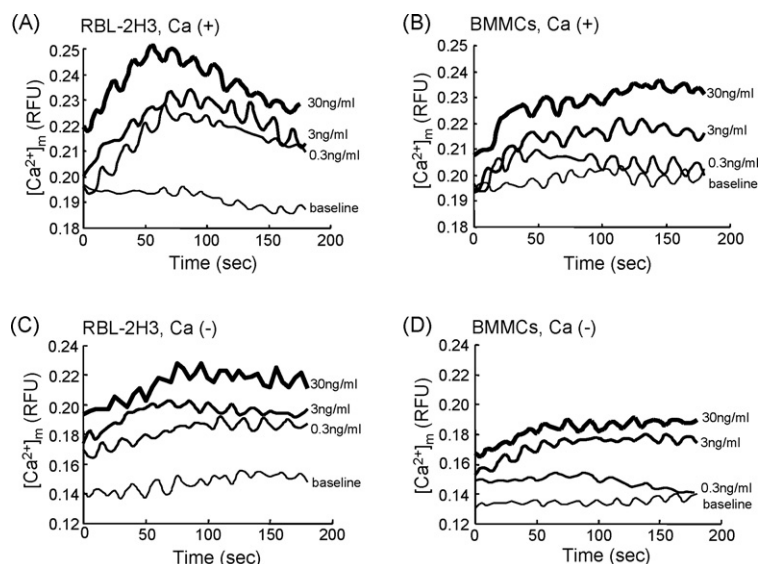 (A) RBL-2H3, Ca (+)
[Ca²⁺]ₘ (RFU)
0.25
0.24
0.23
0.22
0.21
0.20
0.19
0.18
30ng/ml
3ng/ml
0.3ng/ml
baseline
0 50 100 150 200
Time (sec)
(B) BMMCs, Ca (+)
[Ca²⁺]ₘ (RFU)
0.25
0.24
0.23
0.22
0.21
0.20
0.19
0.18
30ng/ml
3ng/ml
0.3ng/ml
baseline
0 50 100 150 200
Time (sec)
(C) RBL-2H3, Ca (-)
[Ca²⁺]ₘ (RFU)
0.24
0.22
0.20
0.18
0.16
0.14
0.12
30ng/ml
3ng/ml
0.3ng/ml
baseline
0 50 100 150 200
Time (sec)
(D) BMMCs, Ca (-)
[Ca²⁺]ₘ (RFU)
0.24
0.22
0.20
0.18
0.16
0.14
0.12
30ng/ml
3ng/ml
0.3ng/ml
baseline
0 50 100 150 200
Time (sec)